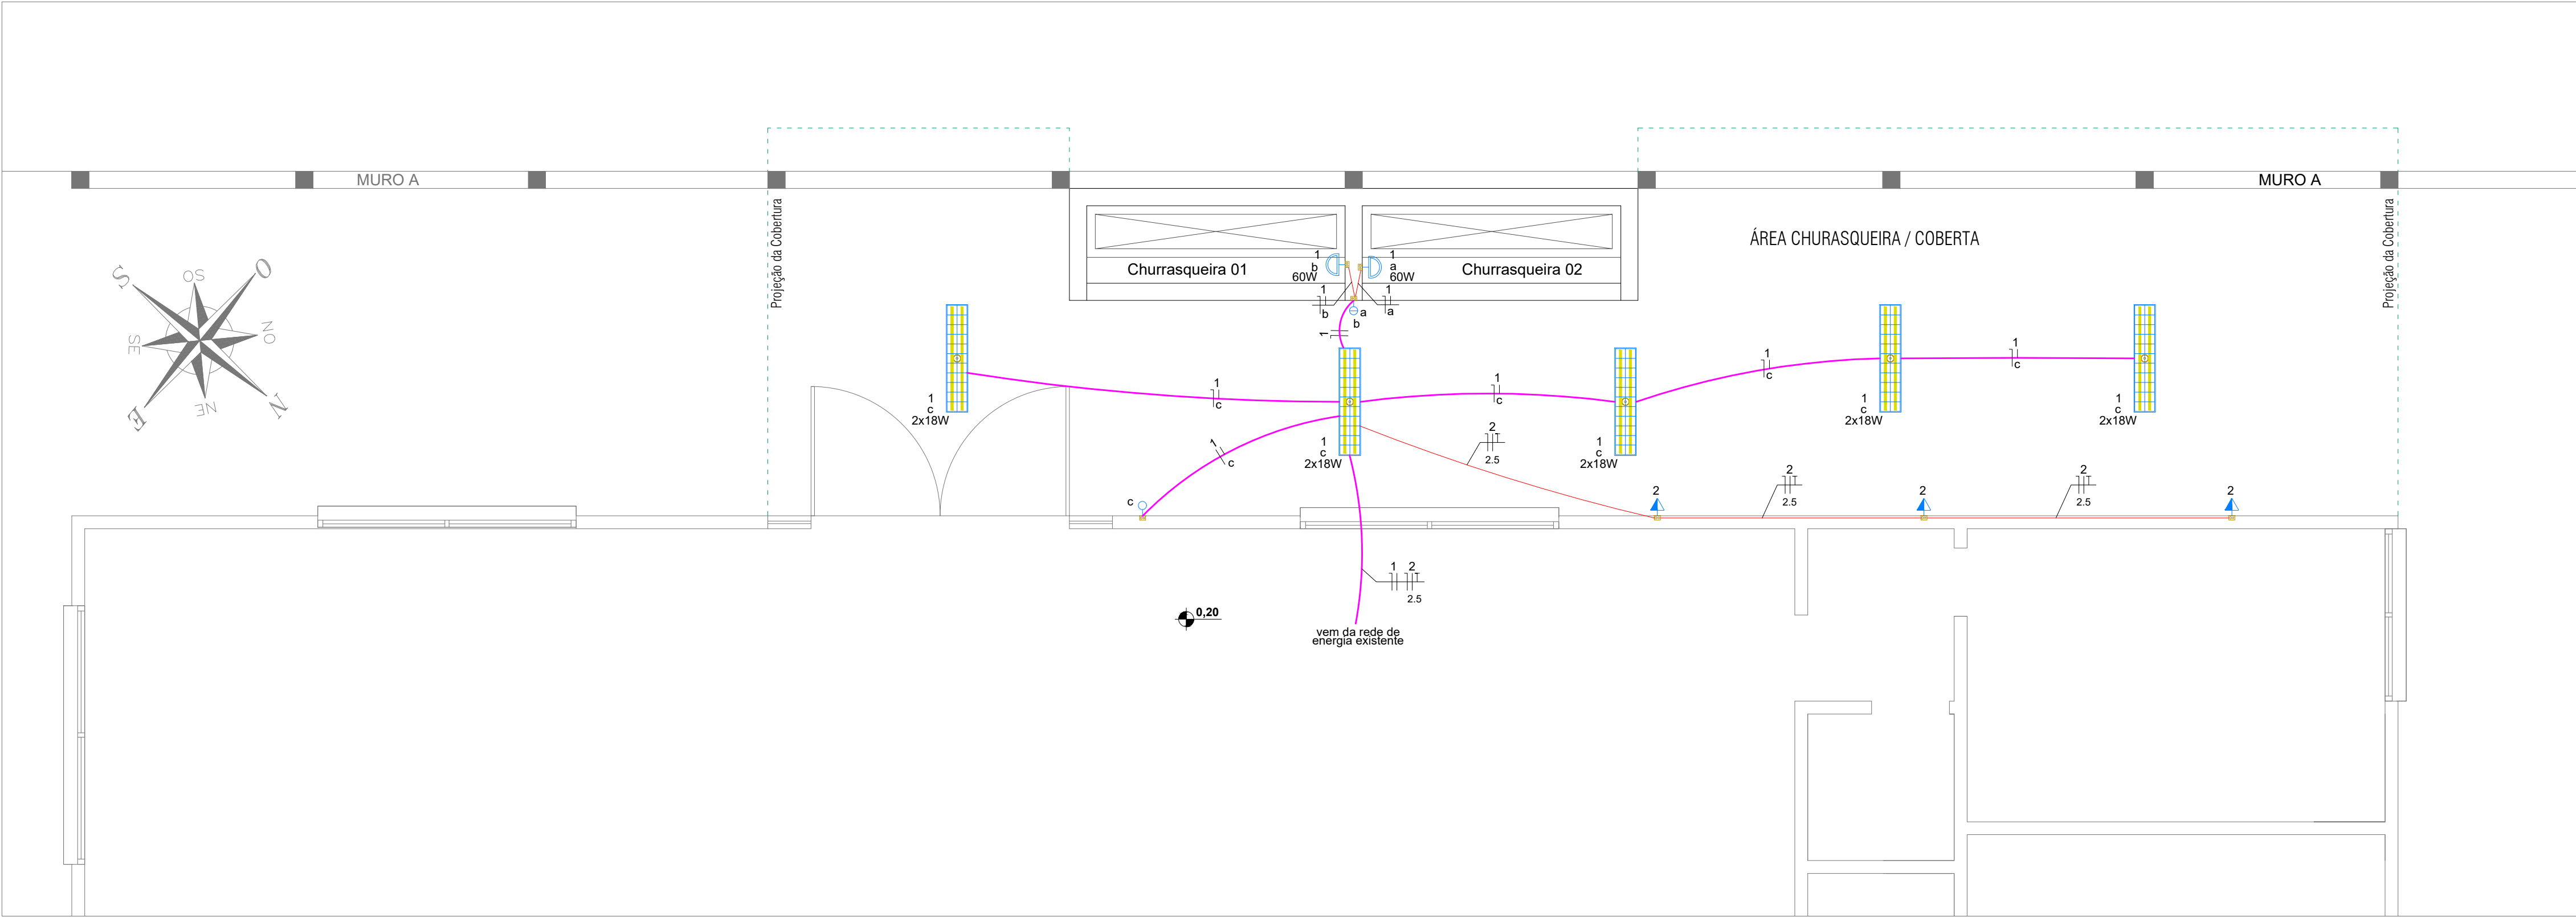 MURO A
MURO A
Projeção da Cobertura
Projeção da Cobertura
ÁREA CHURASQUEIRA / COBERTA
Churrasqueira 01
Churrasqueira 02
1
b
60W
1
a
60W
1
b
1
a
a
b
1
S
SO
O
NO
N
NE
E
SE
1
c
2x18W
1
c
1
c
2x18W
1
c
1
c
2x18W
1
c
1
c
2x18W
1
c
1
c
2x18W
1
c
c
2
T
2.5
2
2
T
2.5
2
2
T
2.5
2
1 2
T
2.5
0,20
vem da rede de
energia existente